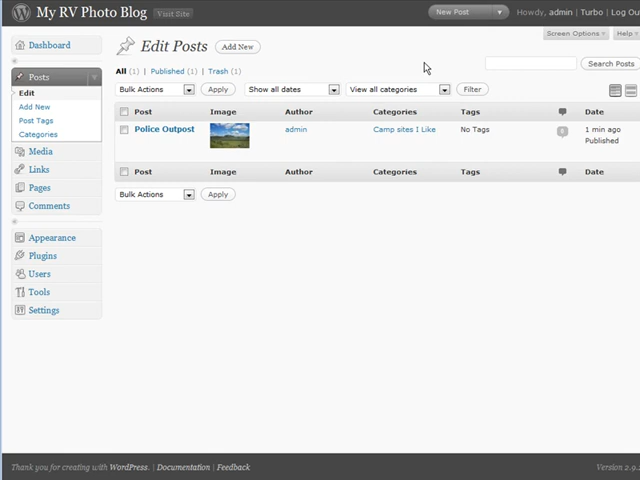 My RV Photo Blog Visit Site New Post Howdy, admin | Turbo | Log Ou
Screen Options Help
Dashboard
Edit Posts Add New
Search Posts
Posts
All (1) | Published (1) | Trash (1)
Edit
Bulk Actions Apply Show all dates View all categories Filter
Add New
Post Image Author Categories Tags Date
Post Tags
Police Outpost admin Camp sites I Like No Tags 1 min ago
Categories
Published
Media
Links
Post Image Author Categories Tags Date
Pages
Bulk Actions Apply
Comments
Appearance
Plugins
Users
Tools
Settings
Thank you for creating with WordPress. | Documentation | Feedback Version 2.9.